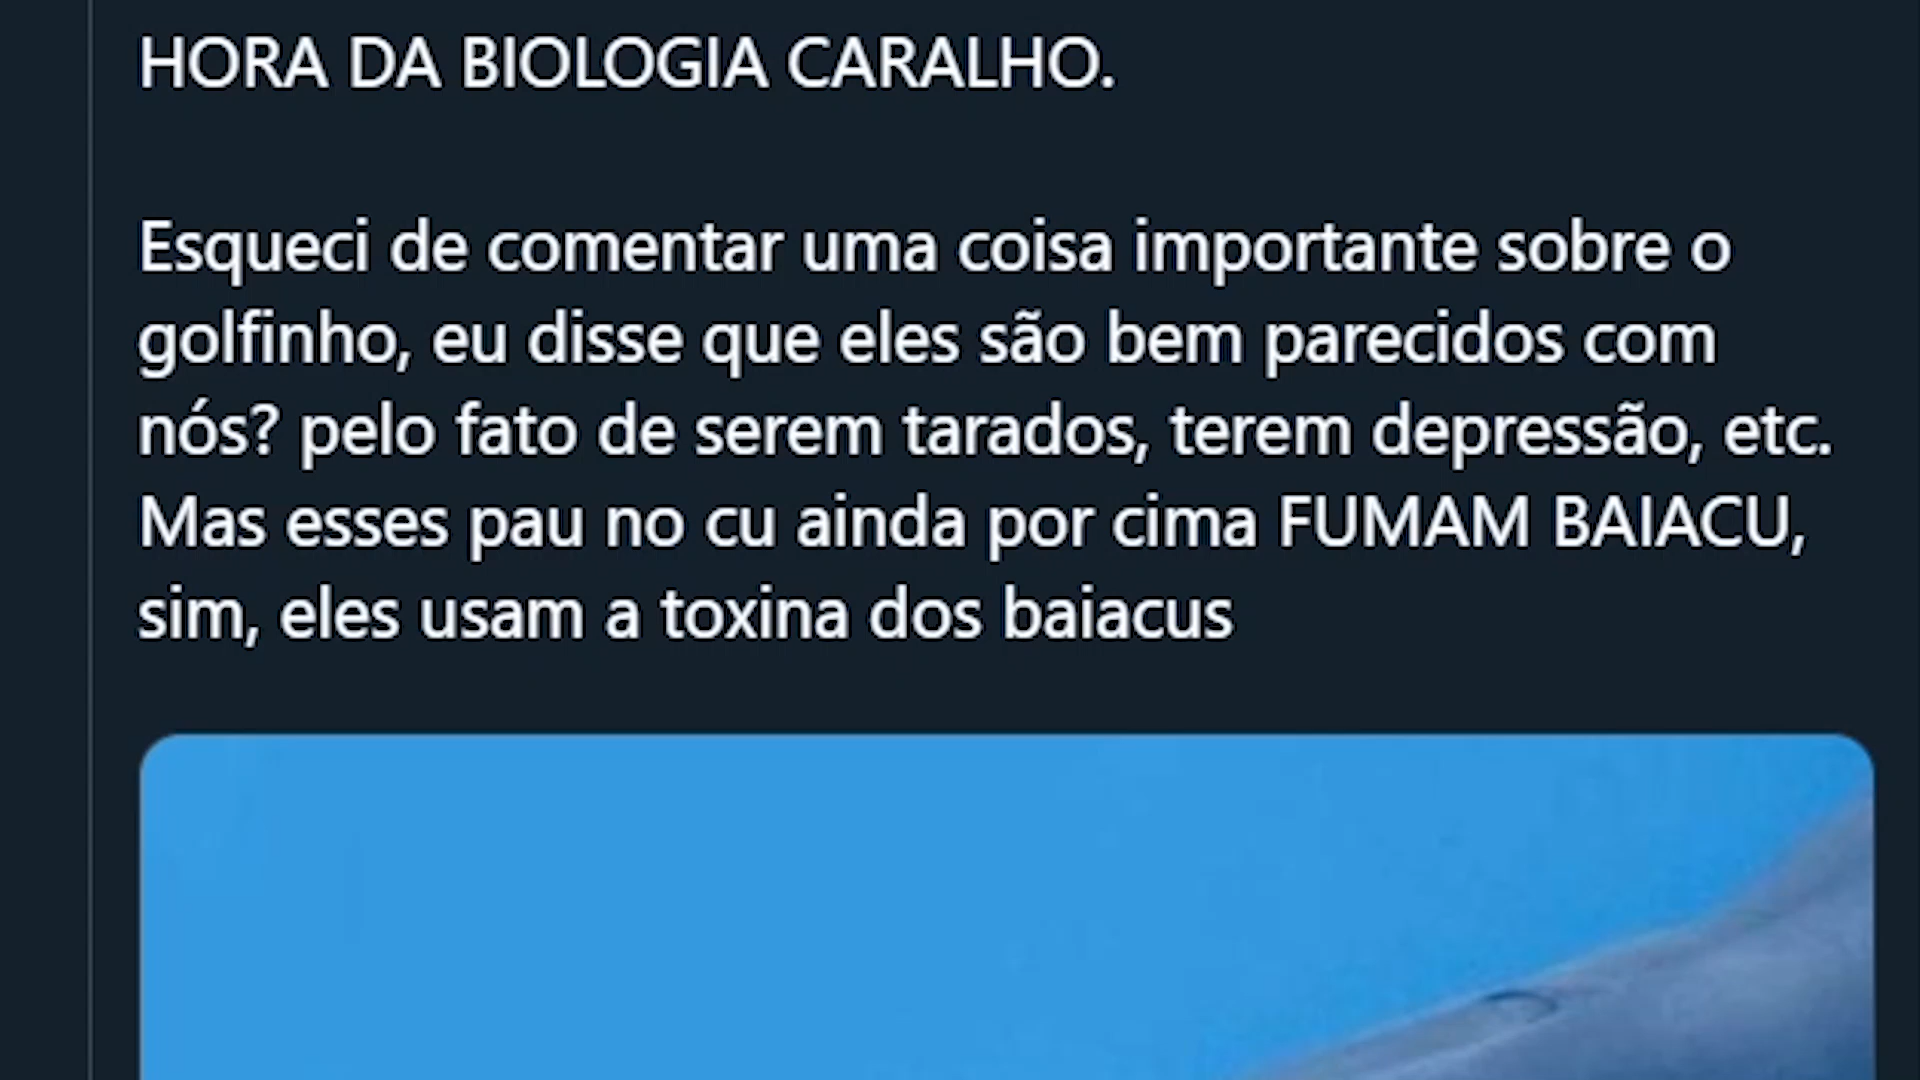 HORA DA BIOLOGIA CARALHO.
Esqueci de comentar uma coisa importante sobre o
golfinho, eu disse que eles são bem parecidos com
nós? pelo fato de serem tarados, terem depressão, etc.
Mas esses pau no cu ainda por cima FUMAM BAIACU,
sim, eles usam a toxina dos baiacus